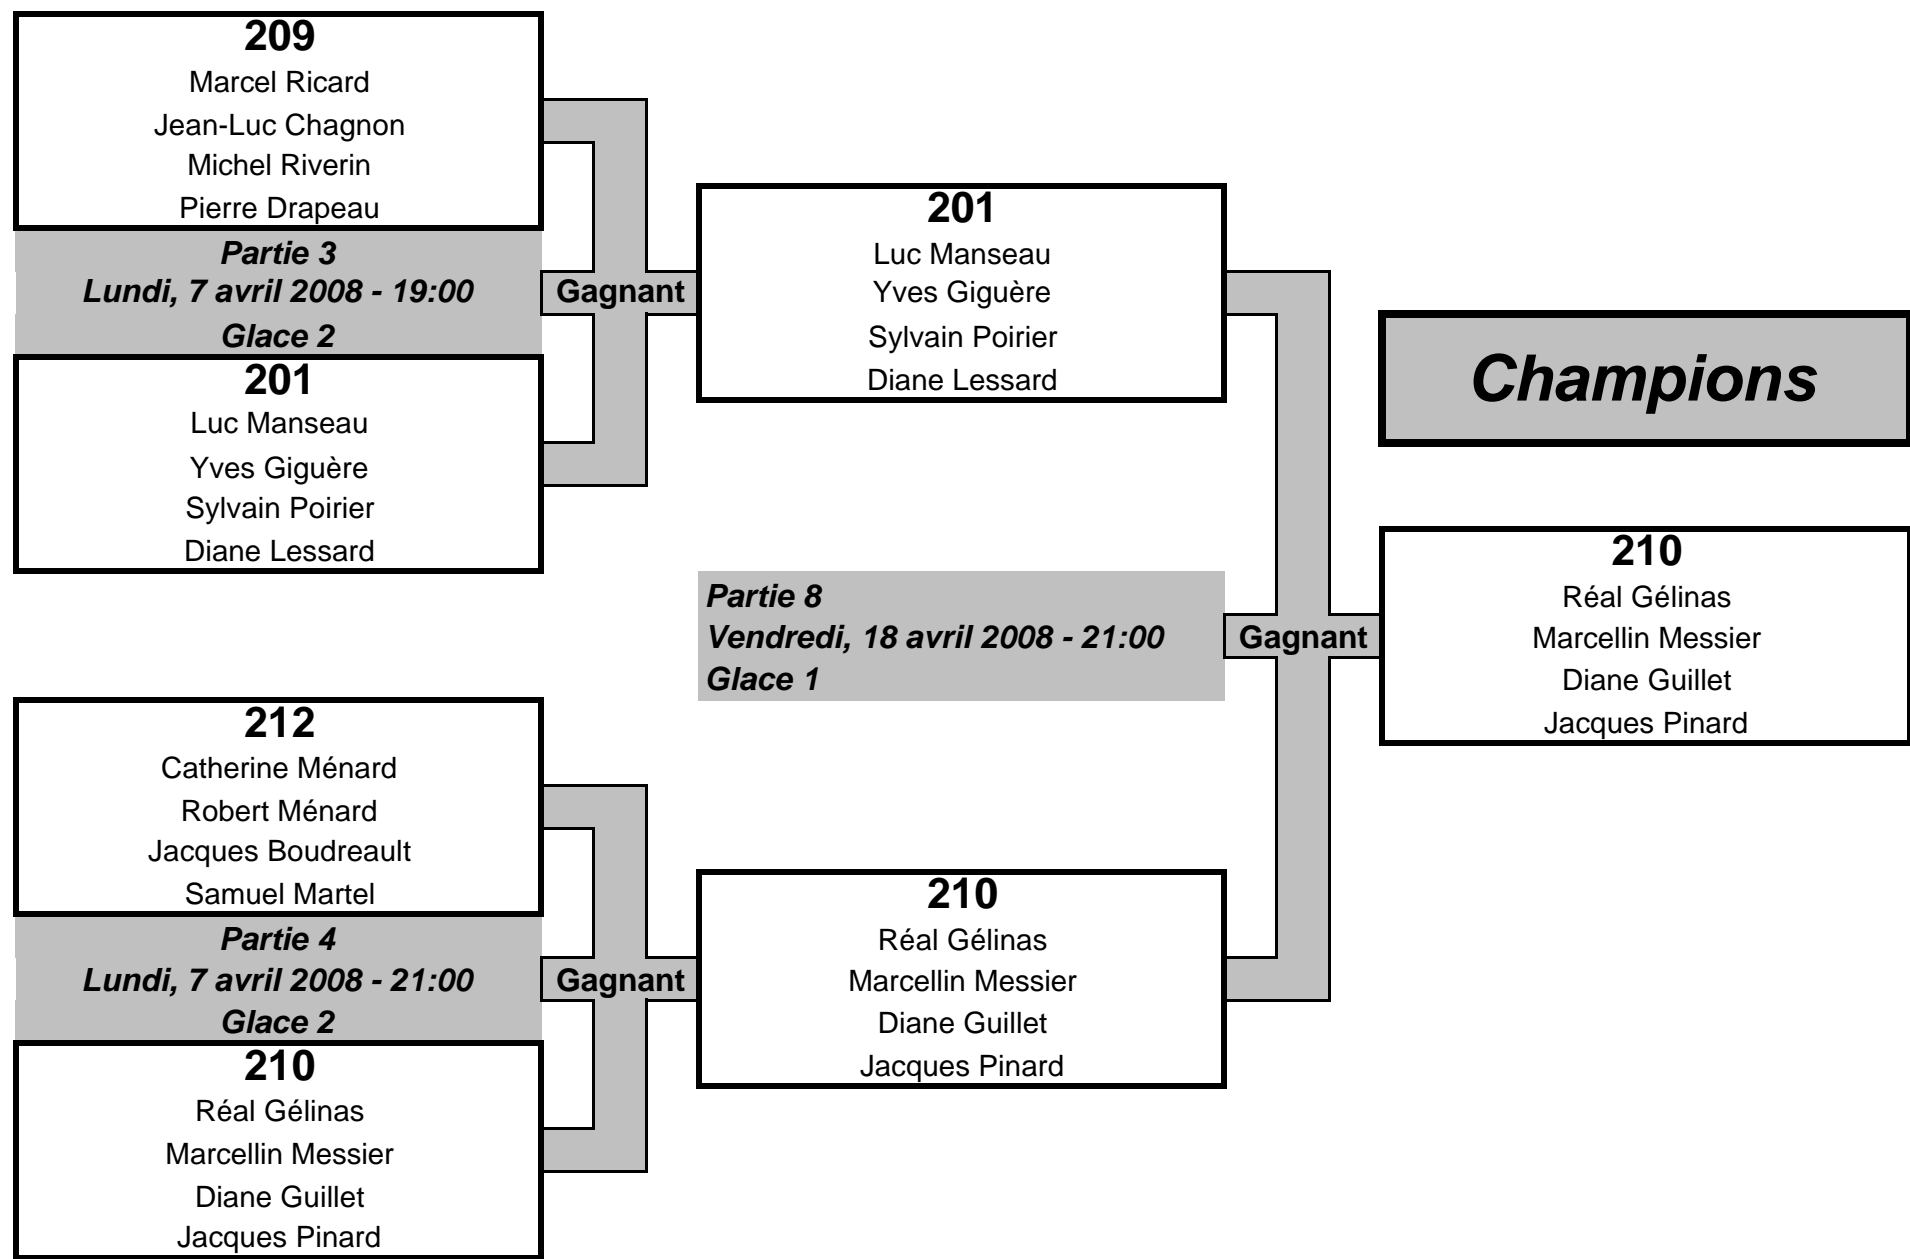 209
Marcel Ricard
Jean-Luc Chagnon
Michel Riverin
Pierre Drapeau
Partie 3
Lundi, 7 avril 2008 - 19:00
Glace 2
201
Luc Manseau
Yves Giguère
Sylvain Poirier
Diane Lessard
Gagnant
212
Catherine Ménard
Robert Ménard
Jacques Boudreault
Samuel Martel
Partie 4
Lundi, 7 avril 2008 - 21:00
Glace 2
210
Réal Gélinas
Marcellin Messier
Diane Guillet
Jacques Pinard
Gagnant
201
Luc Manseau
Yves Giguère
Sylvain Poirier
Diane Lessard
Partie 8
Vendredi, 18 avril 2008 - 21:00
Glace 1
210
Réal Gélinas
Marcellin Messier
Diane Guillet
Jacques Pinard
Gagnant
Champions
210
Réal Gélinas
Marcellin Messier
Diane Guillet
Jacques Pinard